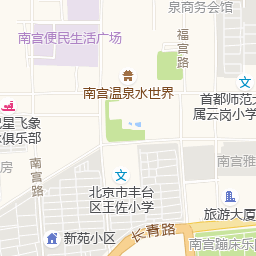 泉商务会馆
南宫便民生活广场
福宫路
南宫温泉水世界
首都师范大
属云岗小学
星飞象
俱乐部
南宫雅
房
南宫路
北京市丰台
区王佐小学
旅游大厦
长青路
新苑小区
南宫蹦床乐